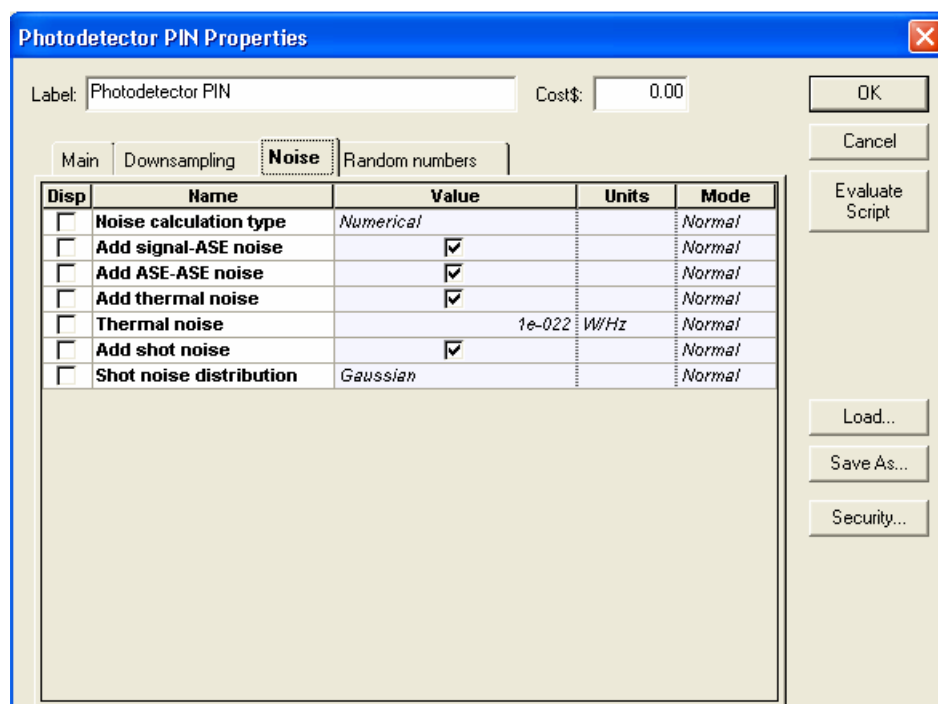 Photodetector PIN Properties
Label: Photodetector PIN Cost$: 0.00 OK
Cancel
Main Downsampling Noise Random numbers
Evaluate Script
Disp Name Value Units Mode
Noise calculation type Numerical Normal
Add signal-ASE noise Normal
Add ASE-ASE noise Normal
Add thermal noise Normal
Thermal noise 1e-022 W/Hz Normal
Add shot noise Normal
Shot noise distribution Gaussian Normal
Load...
Save As...
Security...